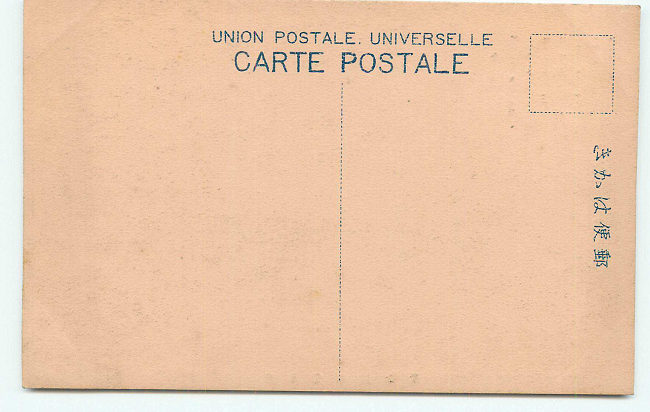 UNION POSTALE. UNIVERSELLE
CARTE POSTALE
きかは便郵